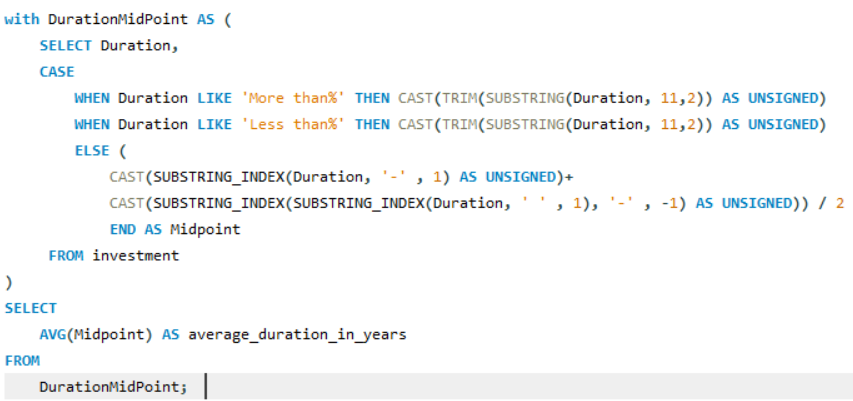 with DurationMidPoint AS (
SELECT Duration,
CASE
WHEN Duration LIKE 'More than%' THEN CAST(TRIM(SUBSTRING(Duration, 11,2)) AS UNSIGNED)
WHEN Duration LIKE 'Less than%' THEN CAST(TRIM(SUBSTRING(Duration, 11,2)) AS UNSIGNED)
ELSE (
CAST(SUBSTRING_INDEX(Duration, '-' , 1) AS UNSIGNED)+
CAST(SUBSTRING_INDEX(SUBSTRING_INDEX(Duration, ' ' , 1), '-' , -1) AS UNSIGNED)) / 2
END AS Midpoint
FROM investment
)
SELECT
AVG(Midpoint) AS average_duration_in_years
FROM
DurationMidPoint;